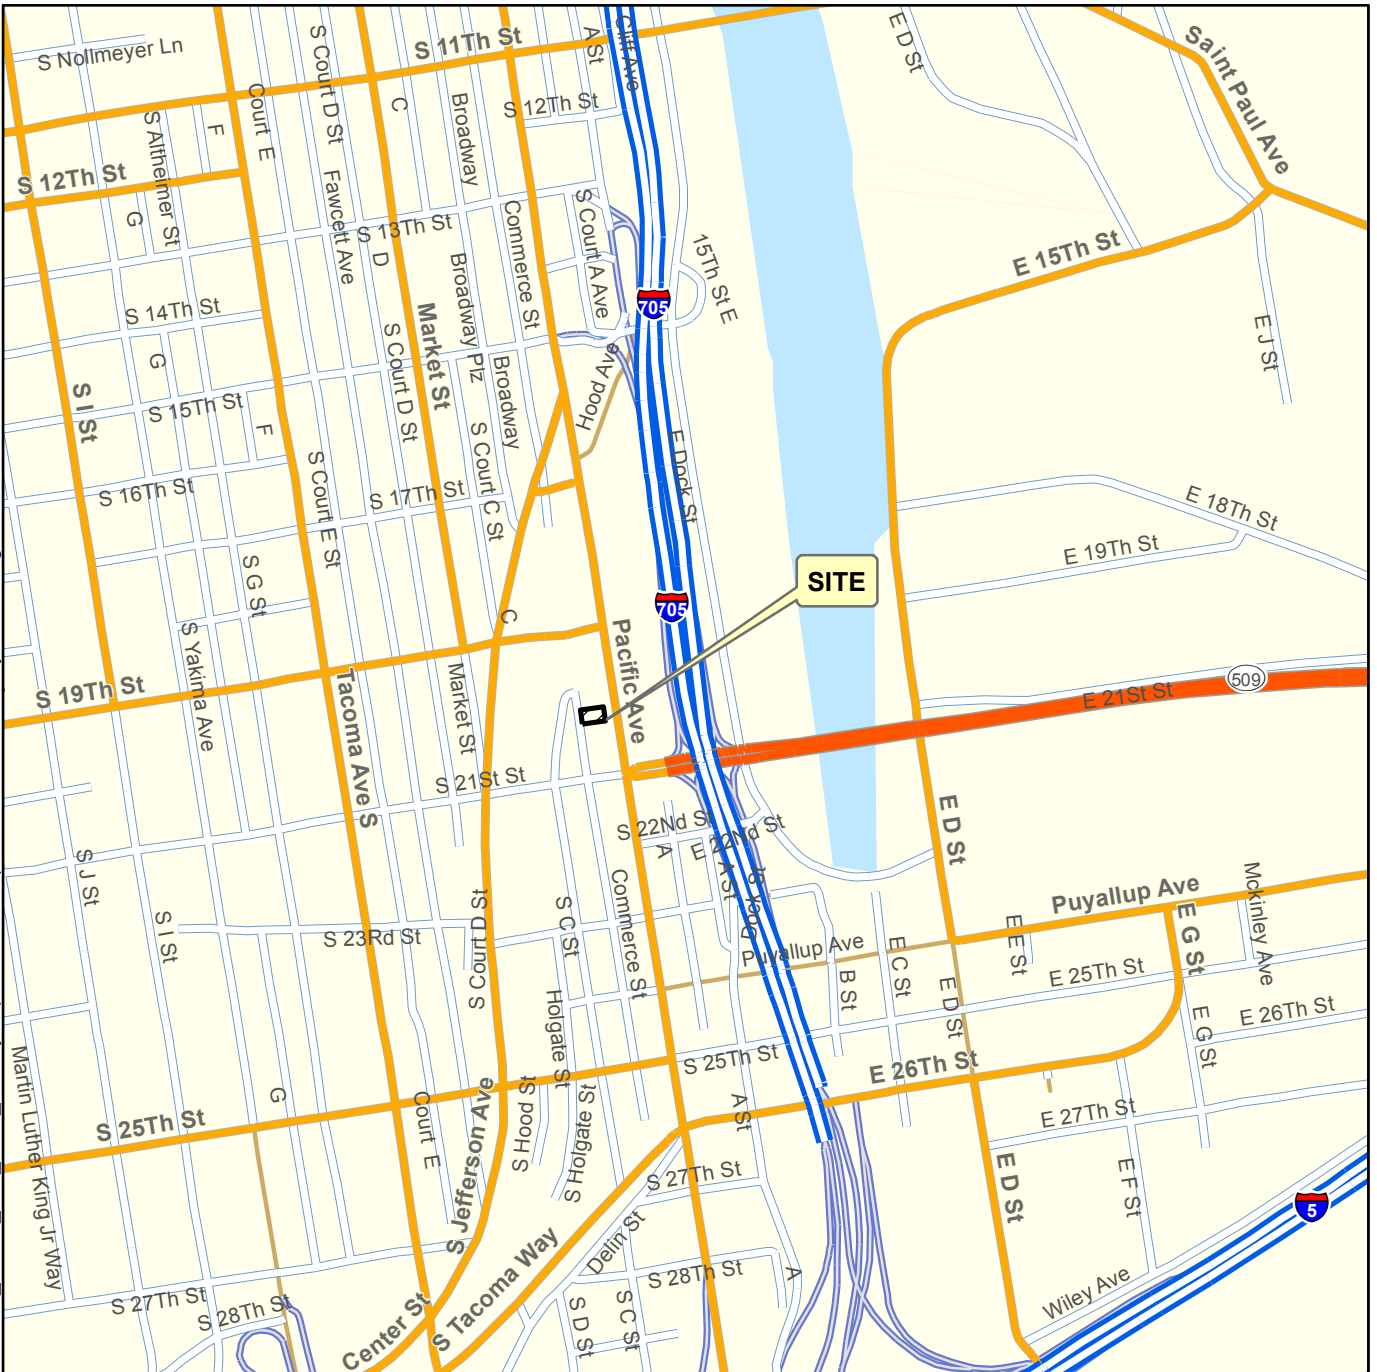 S Nollmeyer Ln
S Court D St
S 11Th St
A St
Cliff Ave
E D St
Saint Paul Ave
Court E
C
Broadway
S 12Th St
S Altheimer St
F
S 12Th St
G
Fawcett Ave
S 13Th St
D
Commerce St
S Court A Ave
15Th St E
E 15Th St
Broadway Plz
S 14Th St
Market St
705
E J St
G
S Court D St
Hood Ave
Broadway
S I St
S 15Th St
F
S Court C St
E Dock St
S Court E St
S 16Th St
S 17Th St
E 18Th St
E 19Th St
S G St
SITE
705
C
S Yakima Ave
Pacific Ave
S 19Th St
Tacoma Ave S
Market St
509
E 21St St
S 21St St
S 22Nd St
E
22Nd St
A
N A St
Dock St
E D St
S J St
S I St
S 23Rd St
S Court D St
S C St
Commerce St
Puyallup Ave
E G St
Mckinley Ave
E E St
Puyallup Ave
B St
E C St
E D St
E 25Th St
E G St
E 26Th St
Holgate St
S 25Th St
E 26Th St
Martin Luther King Jr Way
G
S 25Th St
Court E
S Jefferson Ave
S Hood St
S Holgate St
A St
E 27Th St
S 27Th St
E D St
E F St
5
Delin St
S Tacoma Way
S 28Th St
A
Wiley Ave
S 27Th St
S 28Th St
Center St
S D St
S C St